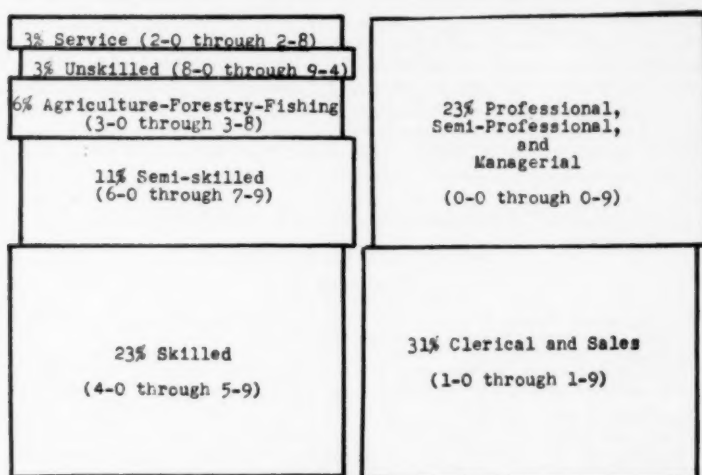 3% Service (2-0 through 2-8)
3% Unskilled (8-0 through 9-4)
6% Agriculture-Forestry-Fishing
(3-0 through 3-8)
11% Semi-skilled
(6-0 through 7-9)
23% Skilled
(4-0 through 5-9)
23% Professional,
Semi-Professional,
and
Managerial
(0-0 through 0-9)
31% Clerical and Sales
(1-0 through 1-9)